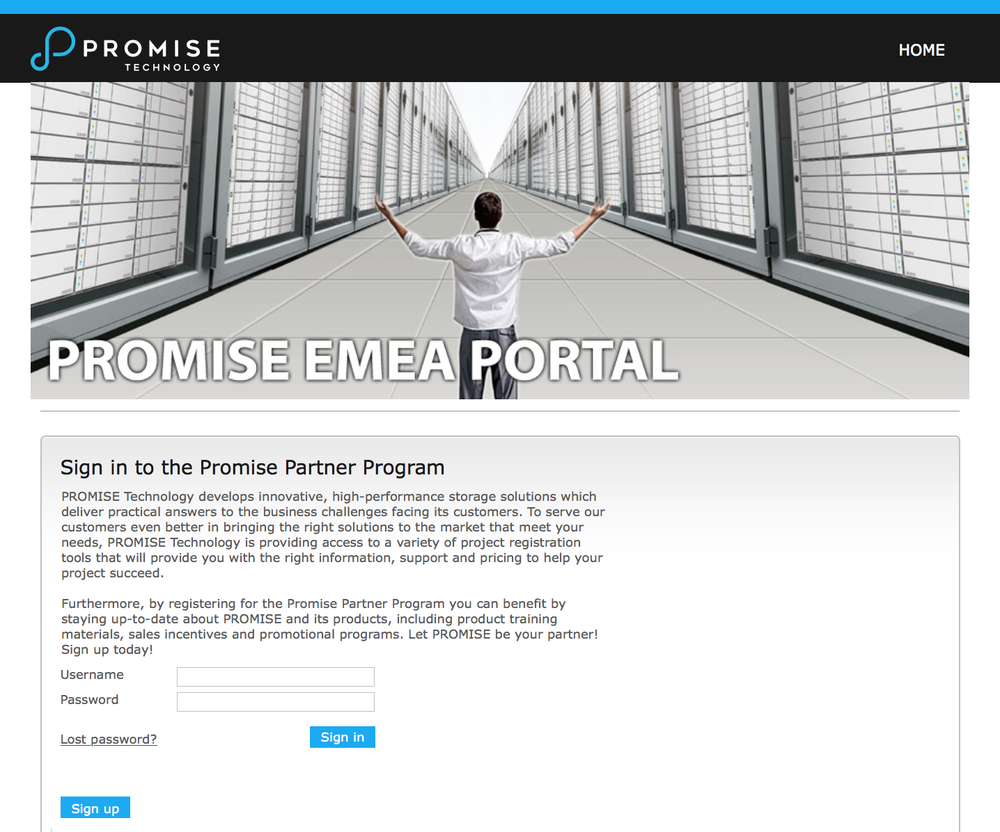 PROMISE
TECHNOLOGY
HOME
PROMISE EMEA PORTAL
Sign in to the Promise Partner Program
PROMISE Technology develops innovative, high-performance storage solutions which
deliver practical answers to the business challenges facing its customers. To serve our
customers even better in bringing the right solutions to the market that meet your
needs, PROMISE Technology is providing access to a variety of project registration
tools that will provide you with the right information, support and pricing to help your
project succeed.
Furthermore, by registering for the Promise Partner Program you can benefit by
staying up-to-date about PROMISE and its products, including product training
materials, sales incentives and promotional programs. Let PROMISE be your partner!
Sign up today!
Username
Password
Lost password?
Sign in
Sign up